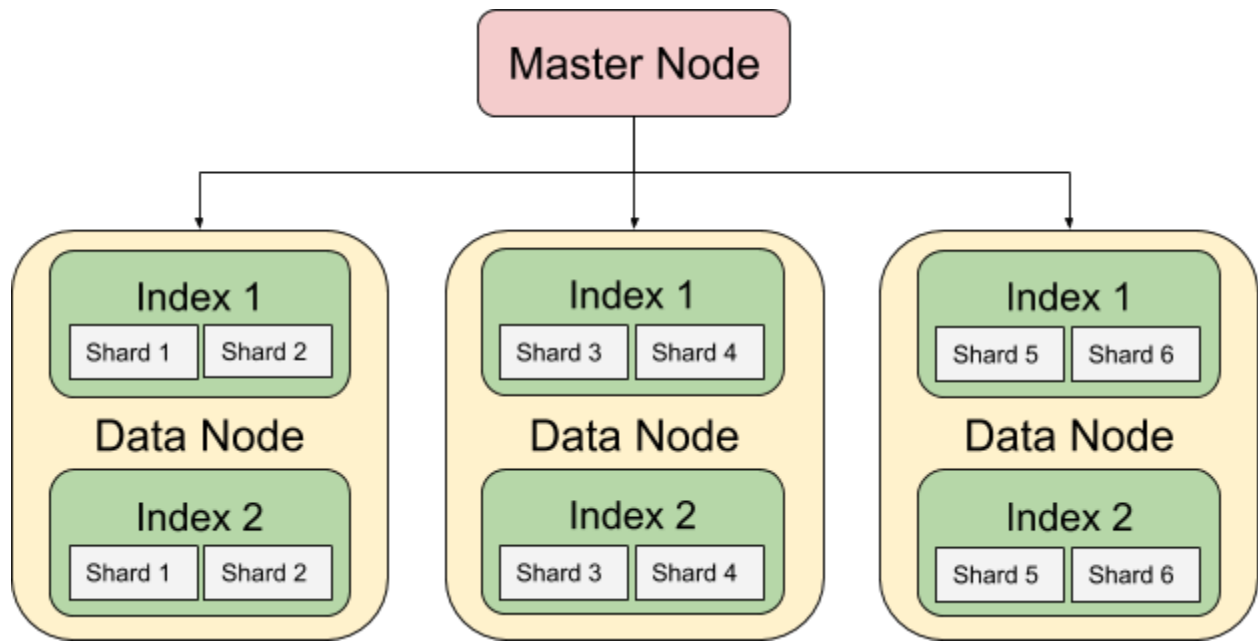 Master Node
Index 1
Shard 1
Shard 2
Data Node
Index 2
Shard 1
Shard 2
Index 1
Shard 3
Shard 4
Data Node
Index 2
Shard 3
Shard 4
Index 1
Shard 5
Shard 6
Data Node
Index 2
Shard 5
Shard 6